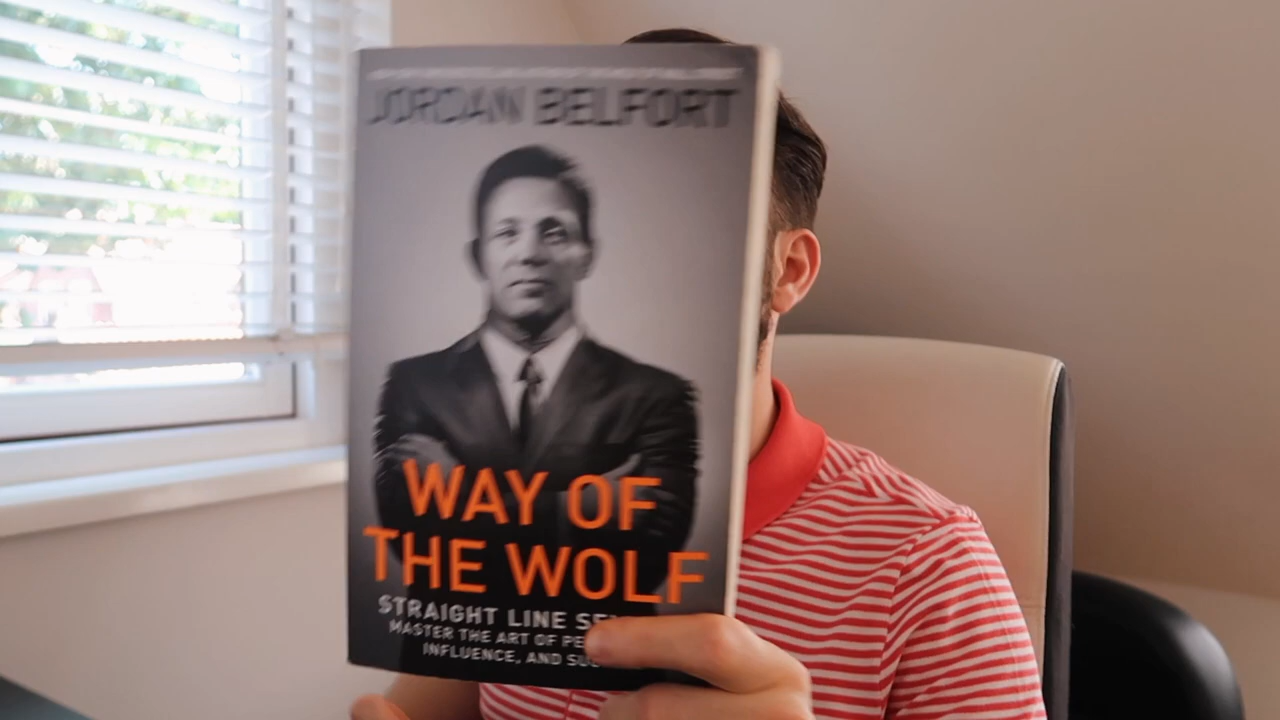 JORDAN BELFORT
WAY OF
THE WOLF
STRAIGHT LINE
MASTER THE ART OF
INFLUENCE, AND